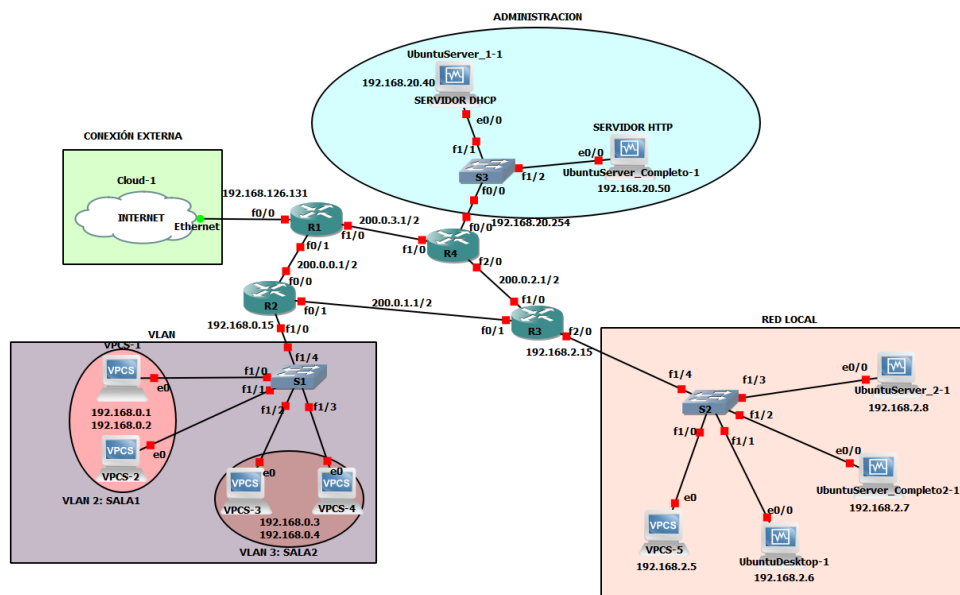 ADMINISTRACION
UbuntuServer_1-1
192.168.20.40
SERVIDOR DHCP
e0/0
f1/1
SERVIDOR HTTP
e0/0
S3
f1/2
UbuntuServer_Completo-1
192.168.20.50
f0/0
192.168.20.254
CONEXIÓN EXTERNA
Cloud-1
INTERNET
Ethernet
192.168.126.131
f0/0
R1
f1/0
200.0.3.1/2
f0/1
f0/0
f1/0
R4
f2/0
200.0.0.1/2
f0/0
R2
f0/1
200.0.1.1/2
200.0.2.1/2
f1/0
f0/1
R3
f2/0
192.168.0.15
f1/0
192.168.2.15
VLAN
VPCS-1
VPCS
e0
f1/4
f1/0
S1
f1/1
f1/2
f1/3
192.168.0.1
192.168.0.2
VPCS
e0
VPCS-2
VLAN 2: SALA1
e0
e0
VPCS
VPCS
VPCS-3
VPCS-4
192.168.0.3
192.168.0.4
VLAN 3: SALA2
RED LOCAL
f1/4
f1/3
e0/0
UbuntuServer_2-1
192.168.2.8
S2
f1/2
f1/0
f1/1
e0/0
UbuntuServer_Completo2-1
192.168.2.7
e0
VPCS
VPCS-5
192.168.2.5
e0/0
UbuntuDesktop-1
192.168.2.6